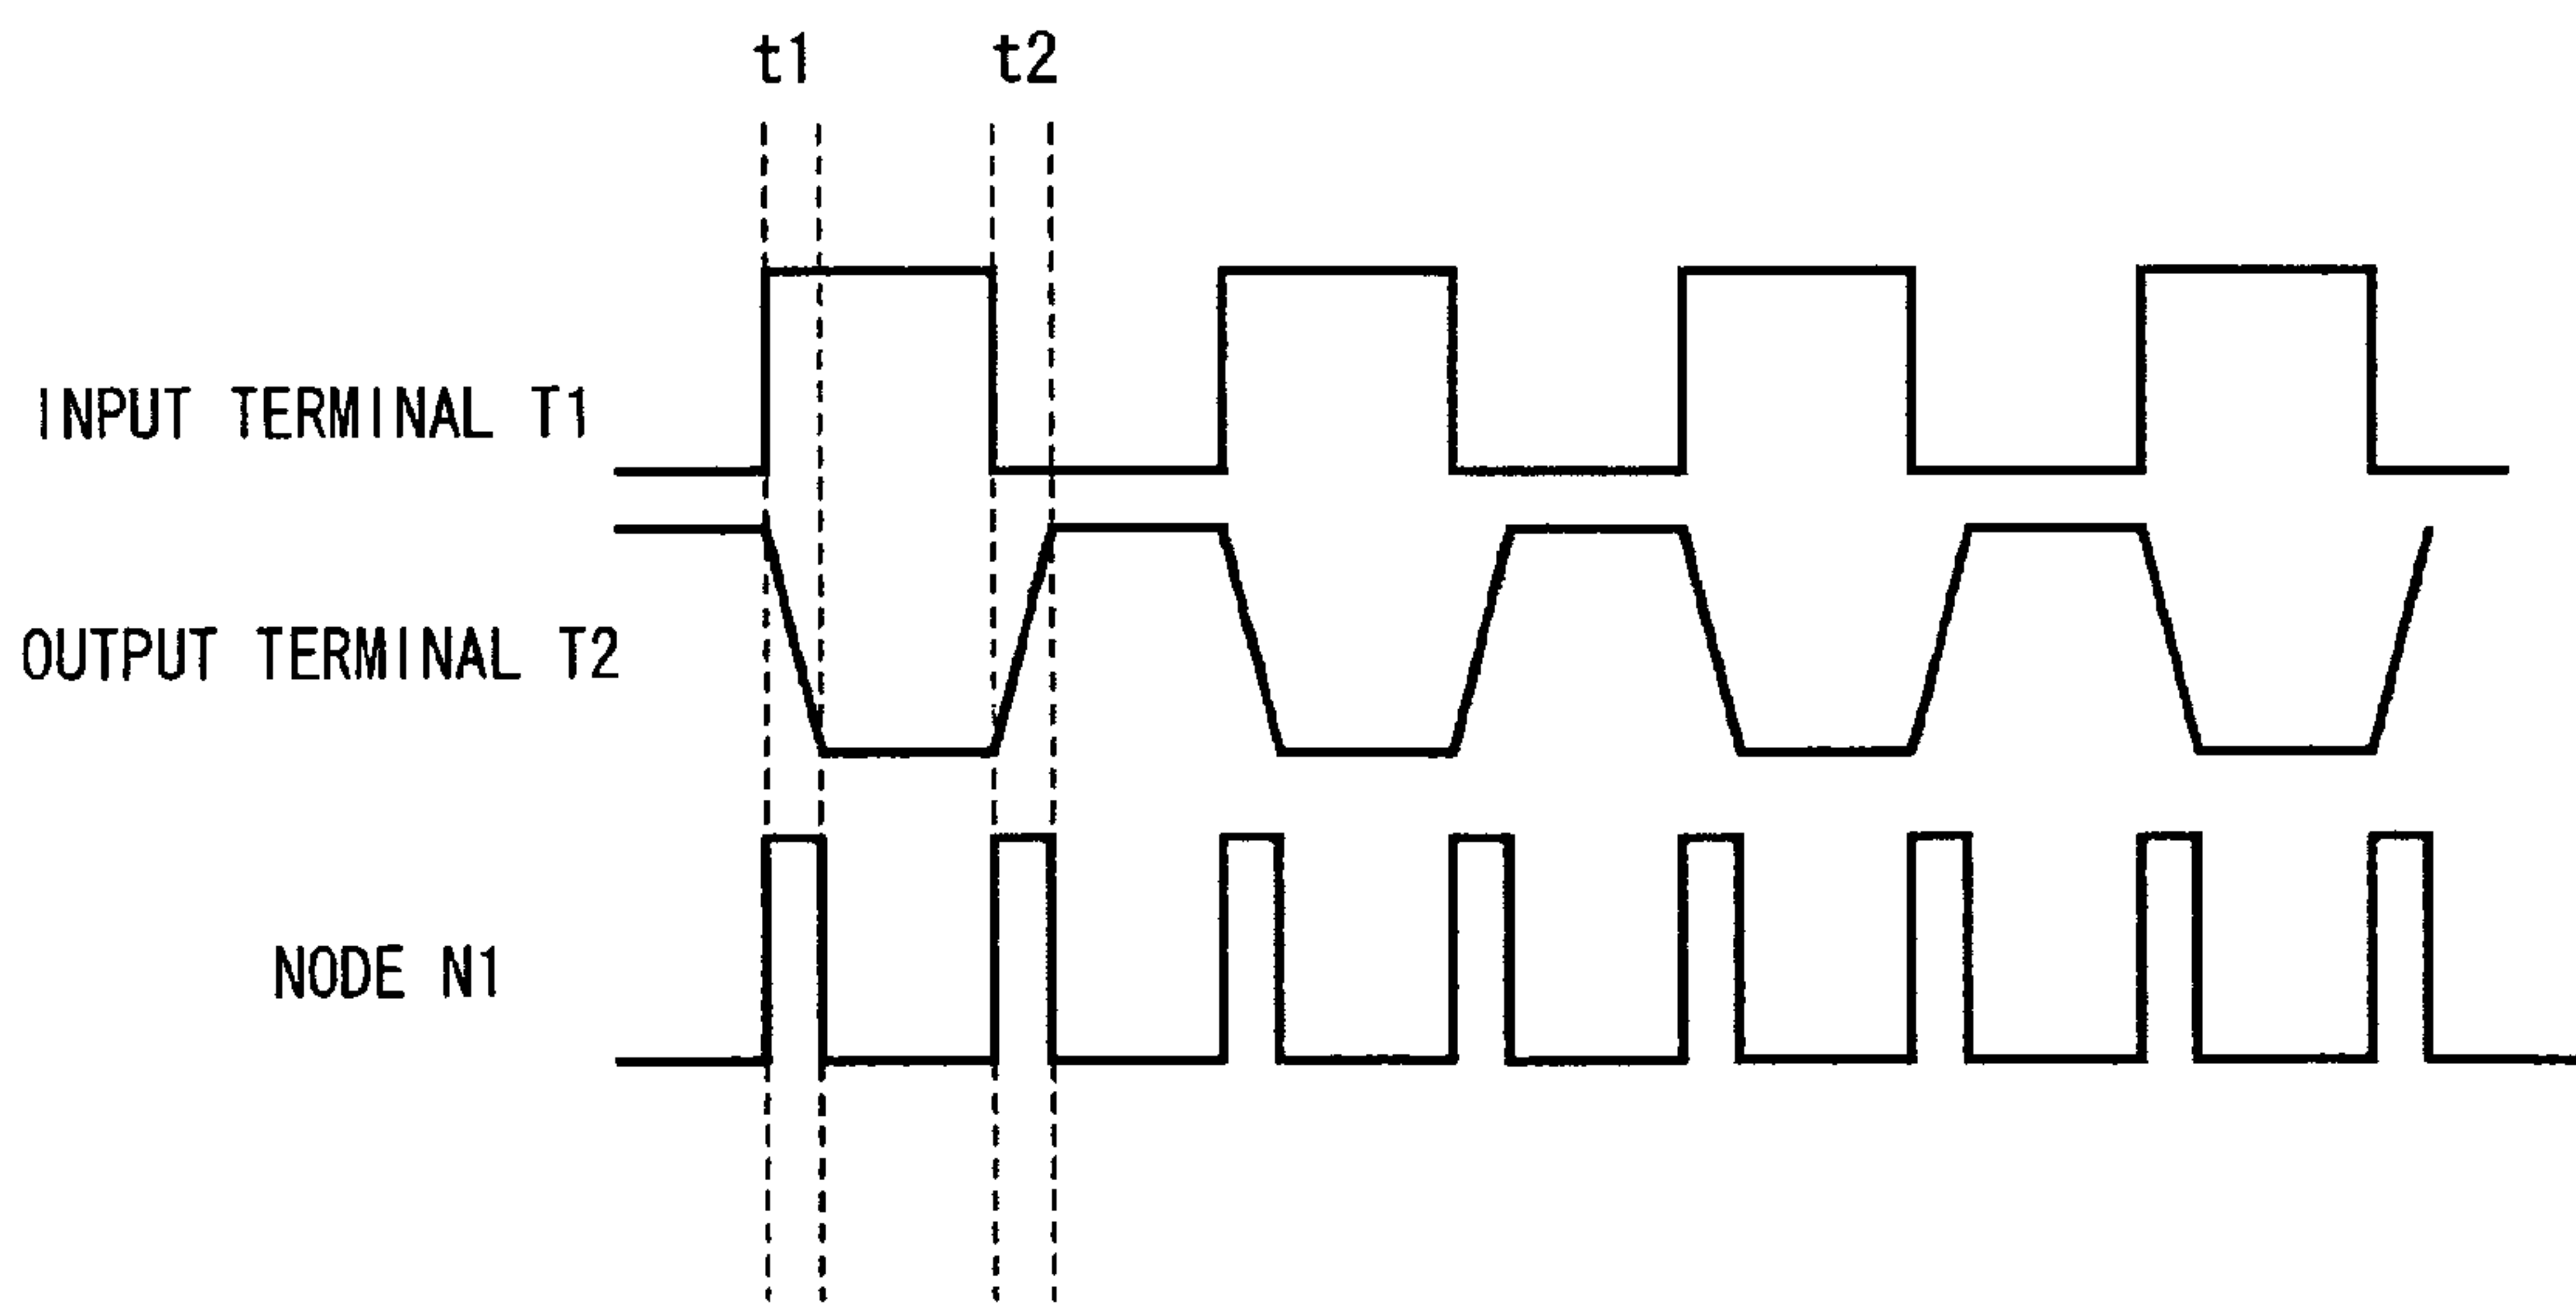 t1 t2
INPUT TERMINAL T1
OUTPUT TERMINAL T2
NODE N1